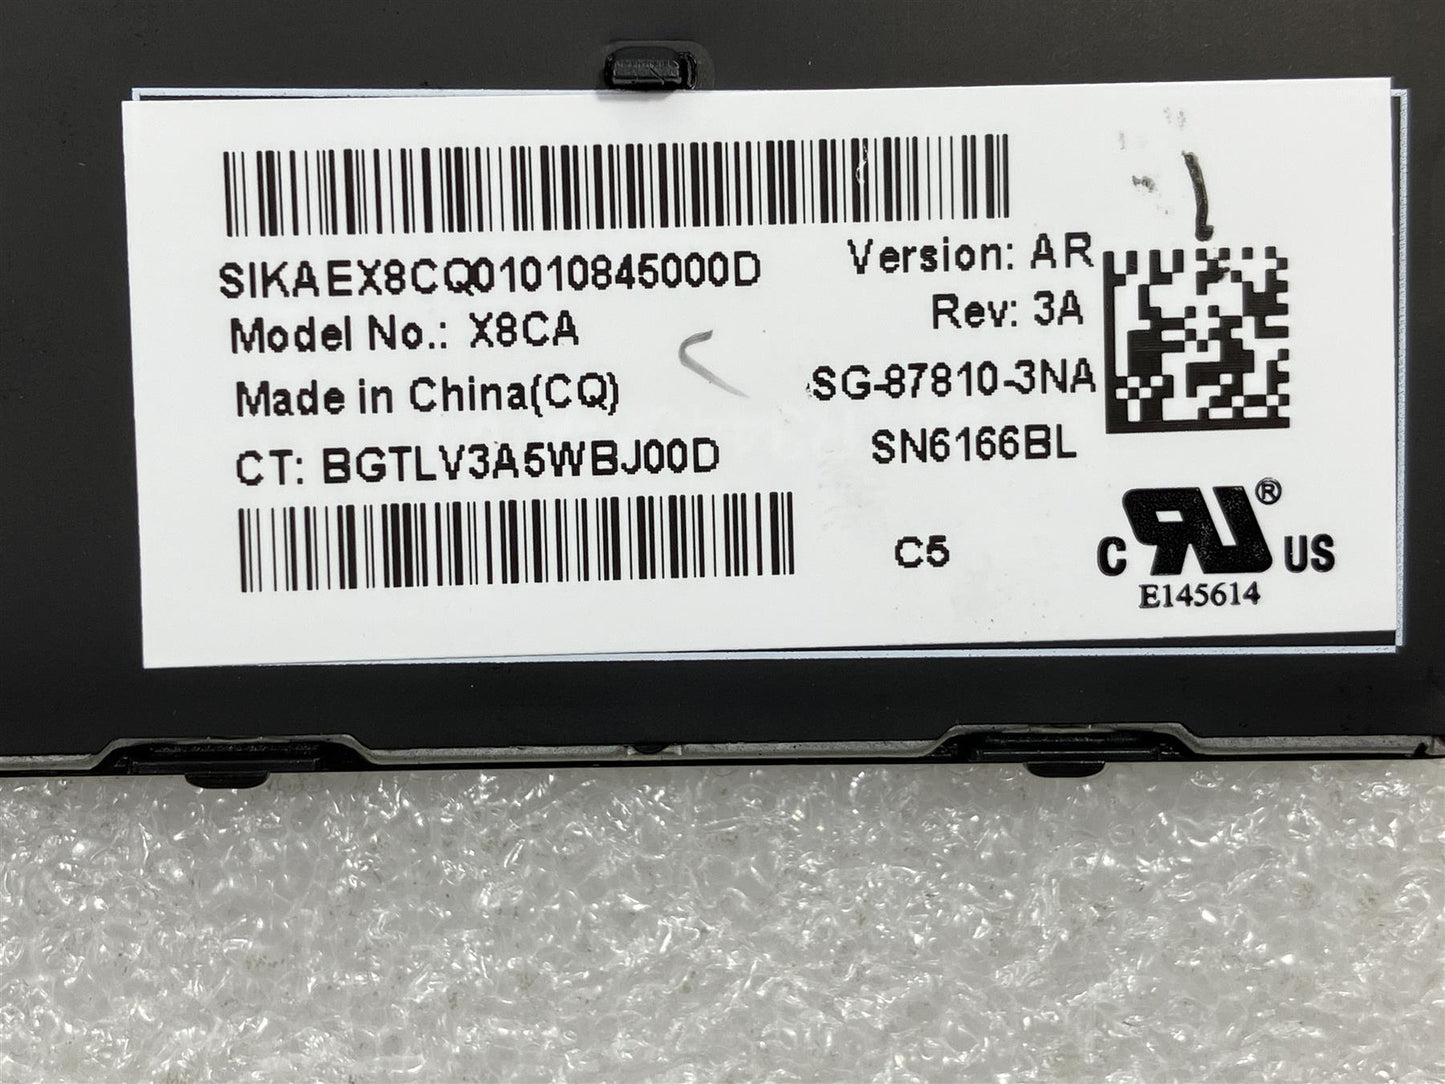 SIKAEX8CQ01010845000D
Version: AR
Model No.: X8CA
Rev: 3A
Made in China(CQ)
SG-87810-3NA
CT: BGTLV3A5WBJ00D
SN6166BL
C5
C RU® US
E145614